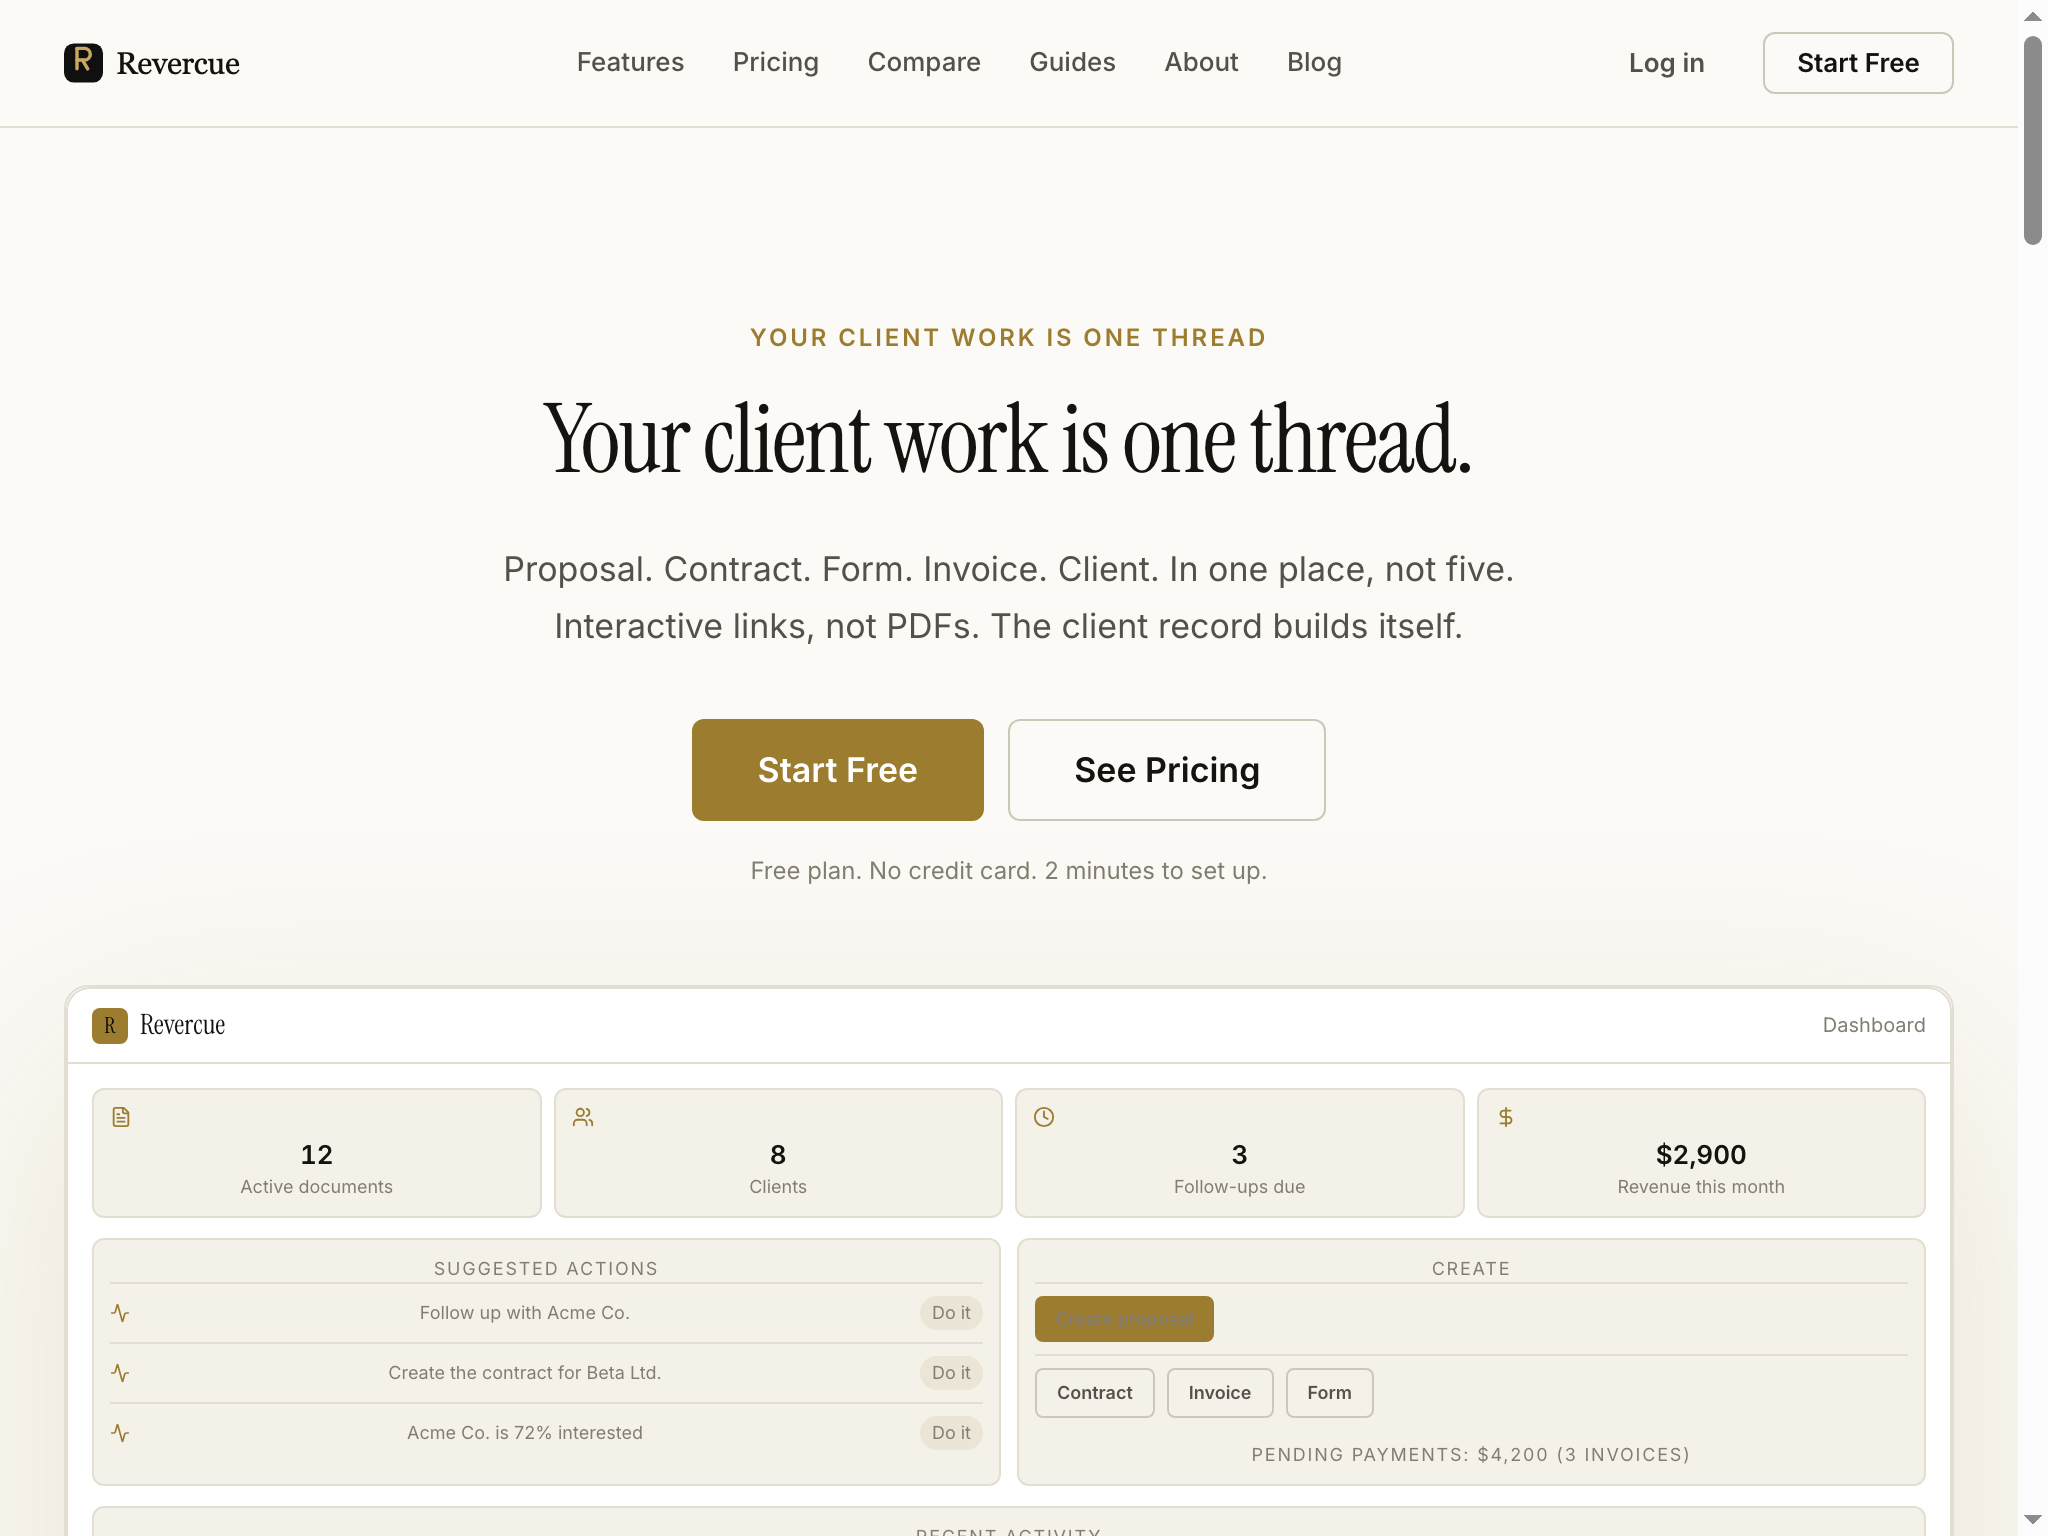 R Revercue
Features Pricing Compare Guides About Blog
Log in Start Free
YOUR CLIENT WORK IS ONE THREAD
Your client work is one thread.
Proposal. Contract. Form. Invoice. Client. In one place, not five.
Interactive links, not PDFs. The client record builds itself.
Start Free See Pricing
Free plan. No credit card. 2 minutes to set up.
R Revercue Dashboard
12
Active documents
8
Clients
3
Follow-ups due
$2,900
Revenue this month
SUGGESTED ACTIONS
Follow up with Acme Co. Do it
Create the contract for Beta Ltd. Do it
Acme Co. is 72% interested Do it
CREATE
Create proposal
Contract Invoice Form
PENDING PAYMENTS: $4,200 (3 INVOICES)
RECENT ACTIVITY